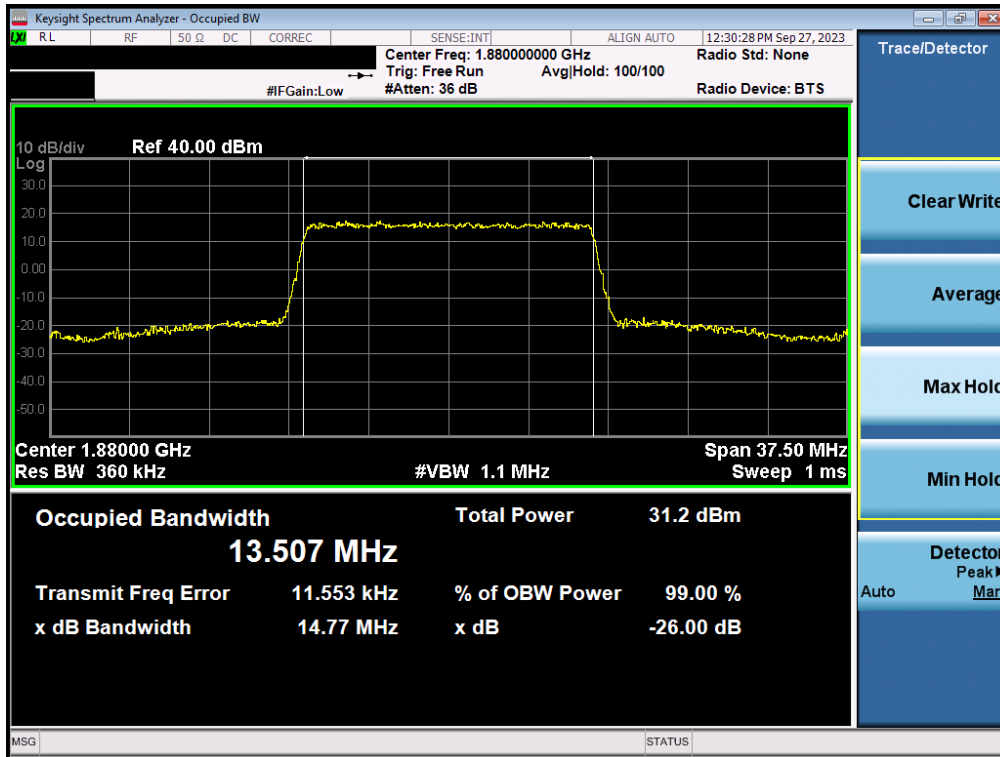 Keysight Spectrum Analyzer - Occupied BW
LXI RL RF 50 Ω DC CORREC SENSE:INT ALIGN AUTO 12:30:28 PM Sep 27, 2023
Center Freq: 1.880000000 GHz Radio Std: None
Trig: Free Run Avg|Hold: 100/100
#IFGain:Low #Atten: 36 dB Radio Device: BTS
Trace/Detector
10 dB/div Ref 40.00 dBm
Log
30.0
20.0
10.0
0.00
-10.0
-20.0
-30.0
-40.0
-50.0
Center 1.88000 GHz Span 37.50 MHz
Res BW 360 kHz #VBW 1.1 MHz Sweep 1 ms
Occupied Bandwidth Total Power 31.2 dBm
13.507 MHz
Transmit Freq Error 11.553 kHz % of OBW Power 99.00 %
x dB Bandwidth 14.77 MHz x dB -26.00 dB
Clear Write
Average
Max Hold
Min Hold
Detector
Peak
Auto Man
MSG STATUS